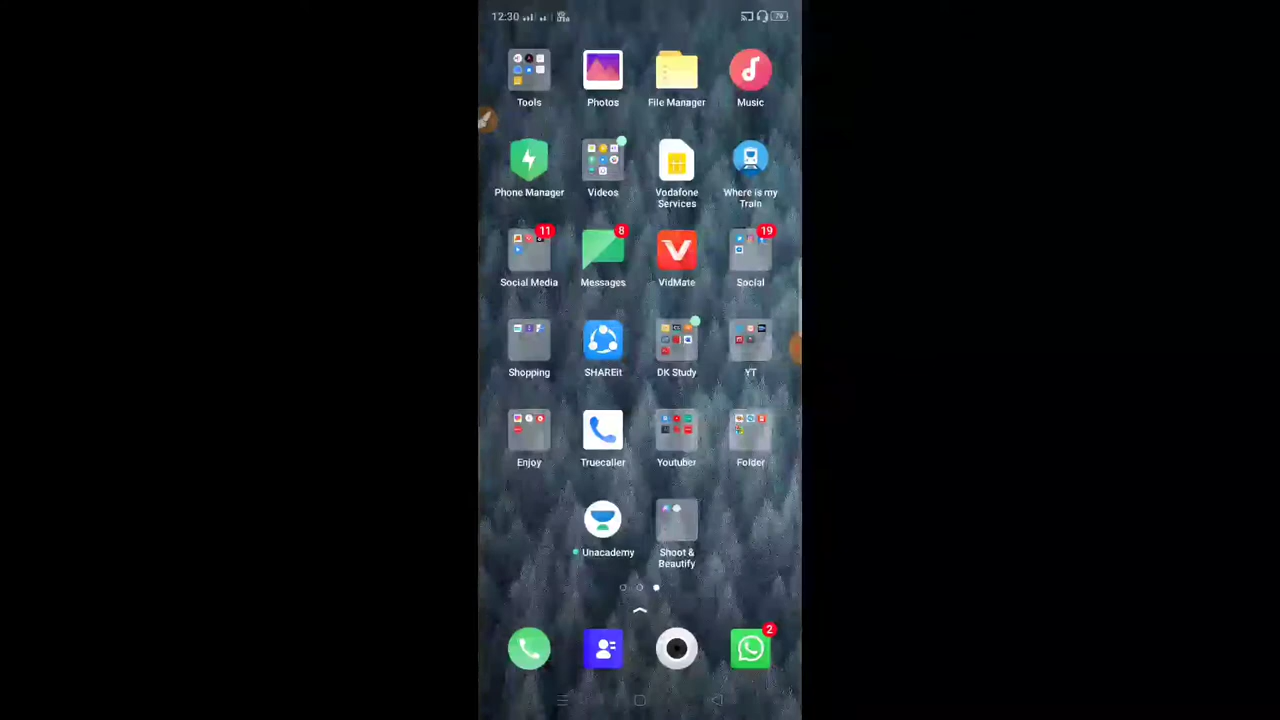 12:30
79
Tools
Photos
File Manager
Music
Phone Manager
Videos
Vodafone
Services
Where is my
Train
11
8
19
Social Media
Messages
VidMate
Social
Shopping
SHAREit
DK Study
YT
Enjoy
Truecaller
Youtuber
Folder
Unacademy
Shoot &
Beautify
2